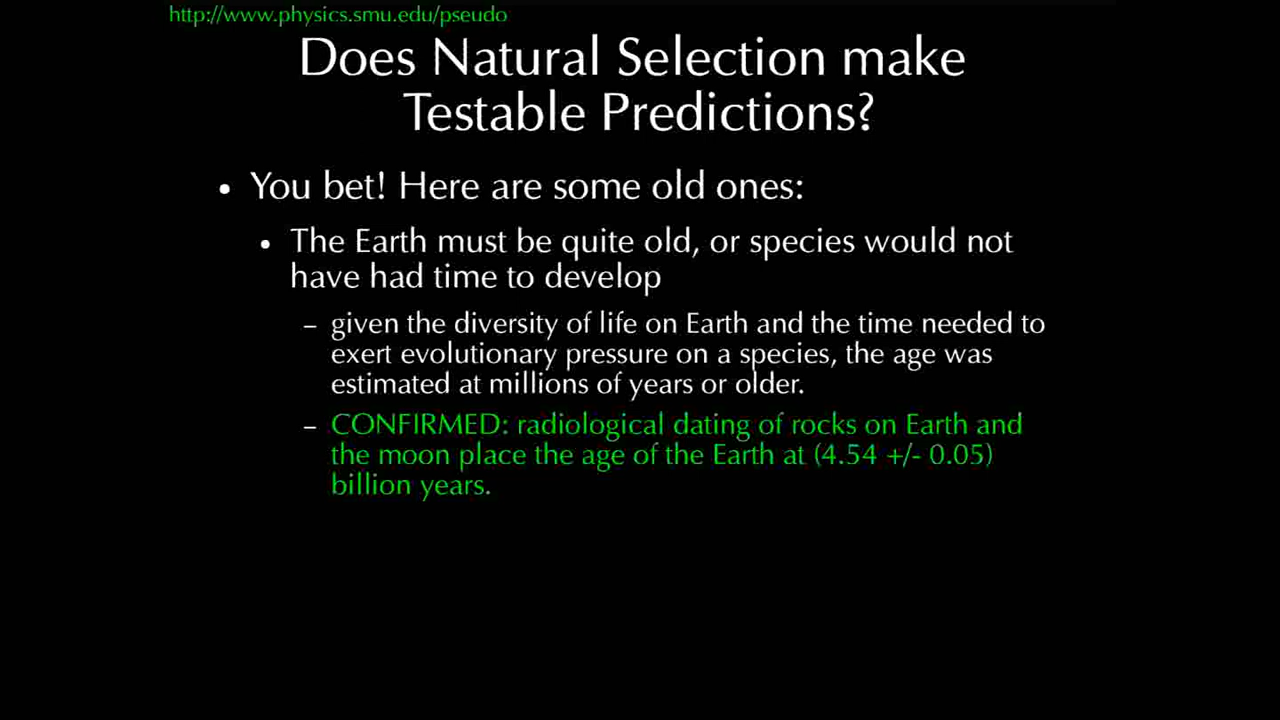 http://www.physics.smu.edu/pseudo
Does Natural Selection make
Testable Predictions?
• You bet! Here are some old ones:
• The Earth must be quite old, or species would not
have had time to develop
– given the diversity of life on Earth and the time needed to
exert evolutionary pressure on a species, the age was
estimated at millions of years or older.
– CONFIRMED: radiological dating of rocks on Earth and
the moon place the age of the Earth at (4.54 +/- 0.05)
billion years.